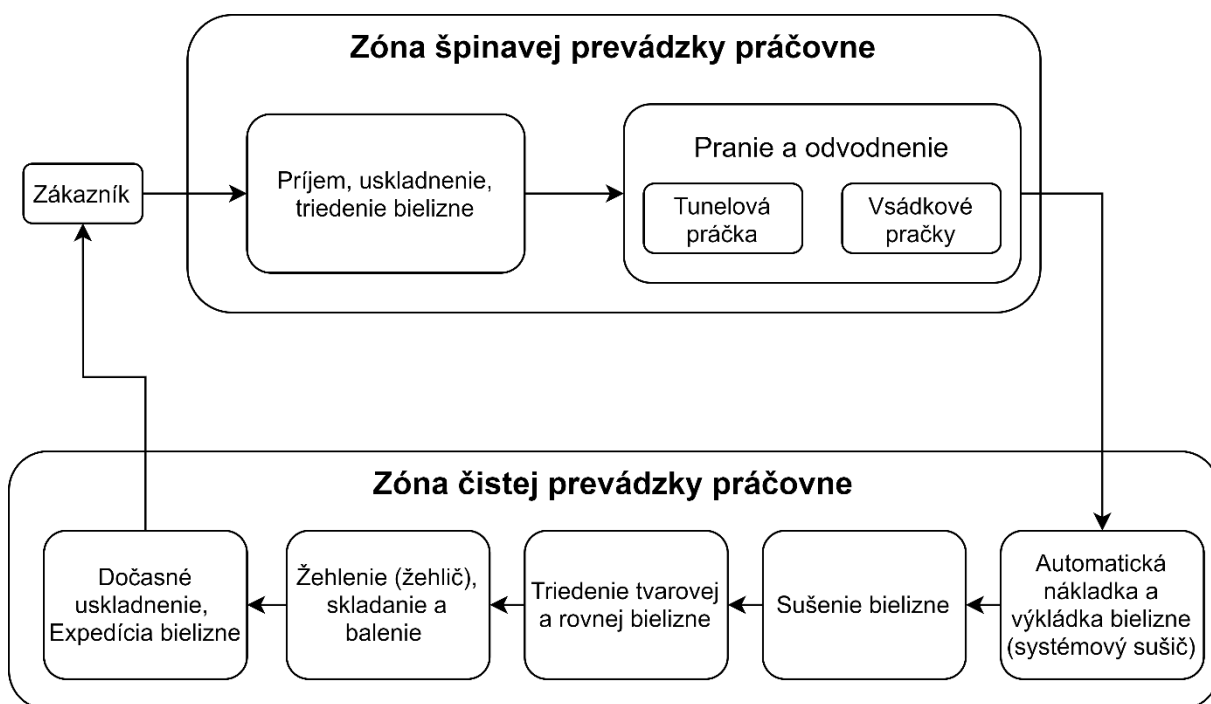 Zóna špinavej prevádzky práčovne
Zákazník
Príjem, uskladnenie,
triedenie bielizne
Pranie a odvodnenie
Tunelová
práčka
Vsádkové
pračky
Zóna čistej prevádzky práčovne
Dočasné
uskladnenie,
Expedícia bielizne
Žehlenie (žehlič),
skladanie a
balenie
Triedenie tvarovej
a rovnej bielizne
Sušenie bielizne
Automatická
nákladka a
výkládka bielizne
(systémový sušič)